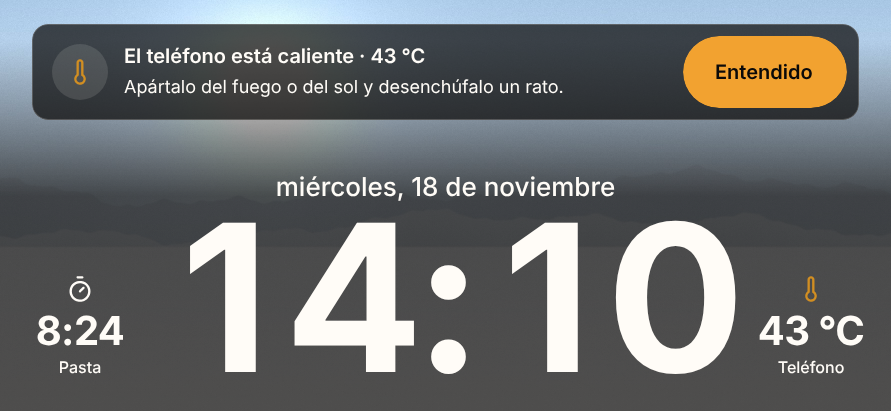 El teléfono está caliente · 43 °C
Apártalo del fuego o del sol y desenchúfalo un rato.
Entendido
miércoles, 18 de noviembre
14:10
8:24
Pasta
43 °C
Teléfono